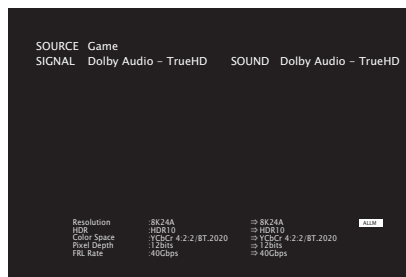 SOURCE Game
SIGNAL Dolby Audio – TrueHD SOUND Dolby Audio – TrueHD
Resolution :8K24A ⇒ 8K24A ALLM
HDR :HDR10 ⇒ HDR10
Color Space :YCbCr 4:2:2/BT.2020 ⇒ YCbCr 4:2:2/BT.2020
Pixel Depth :12bits ⇒ 12bits
FRL Rate :40Gbps ⇒ 40Gbps